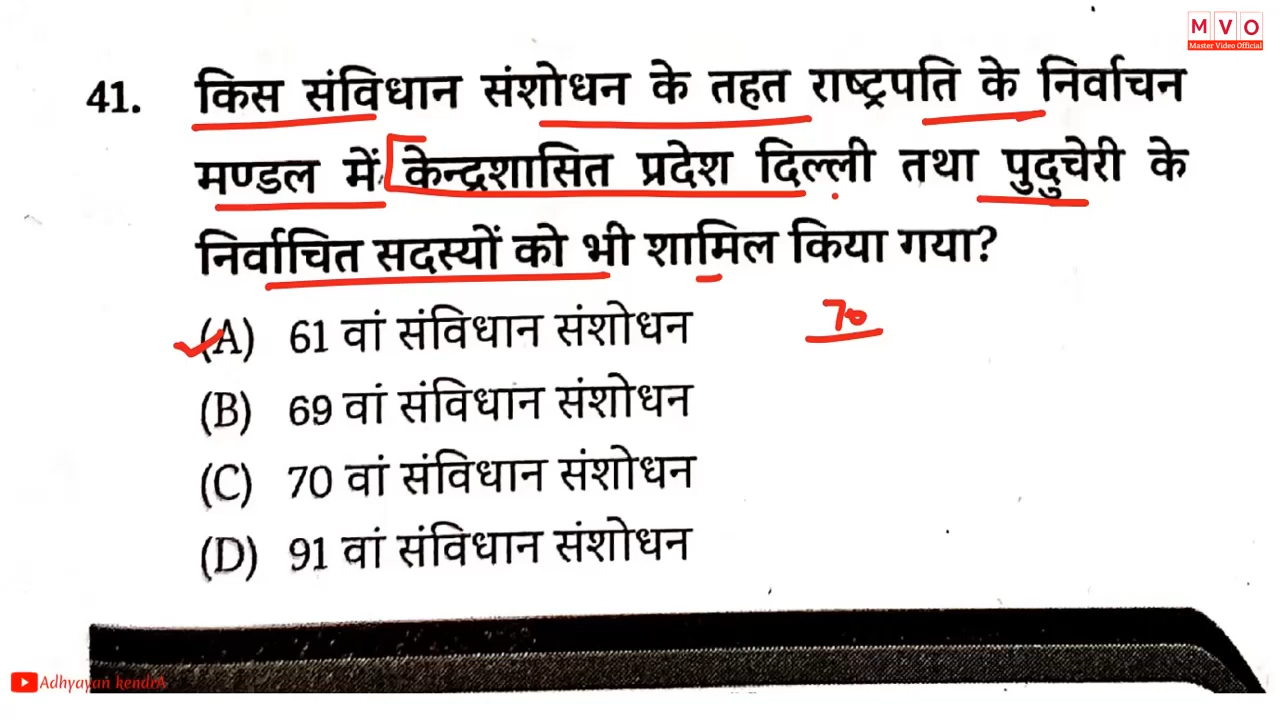 M V O
Master Video Official
41. किस संविधान संशोधन के तहत राष्ट्रपति के निर्वाचन
मण्डल में केन्द्रशासित प्रदेश दिल्ली तथा पुदुचेरी के
निर्वाचित सदस्यों को भी शामिल किया गया?
(A) 61 वां संविधान संशोधन
70
(B) 69 वां संविधान संशोधन
(C) 70 वां संविधान संशोधन
(D) 91 वां संविधान संशोधन
Adhyayan kendrA